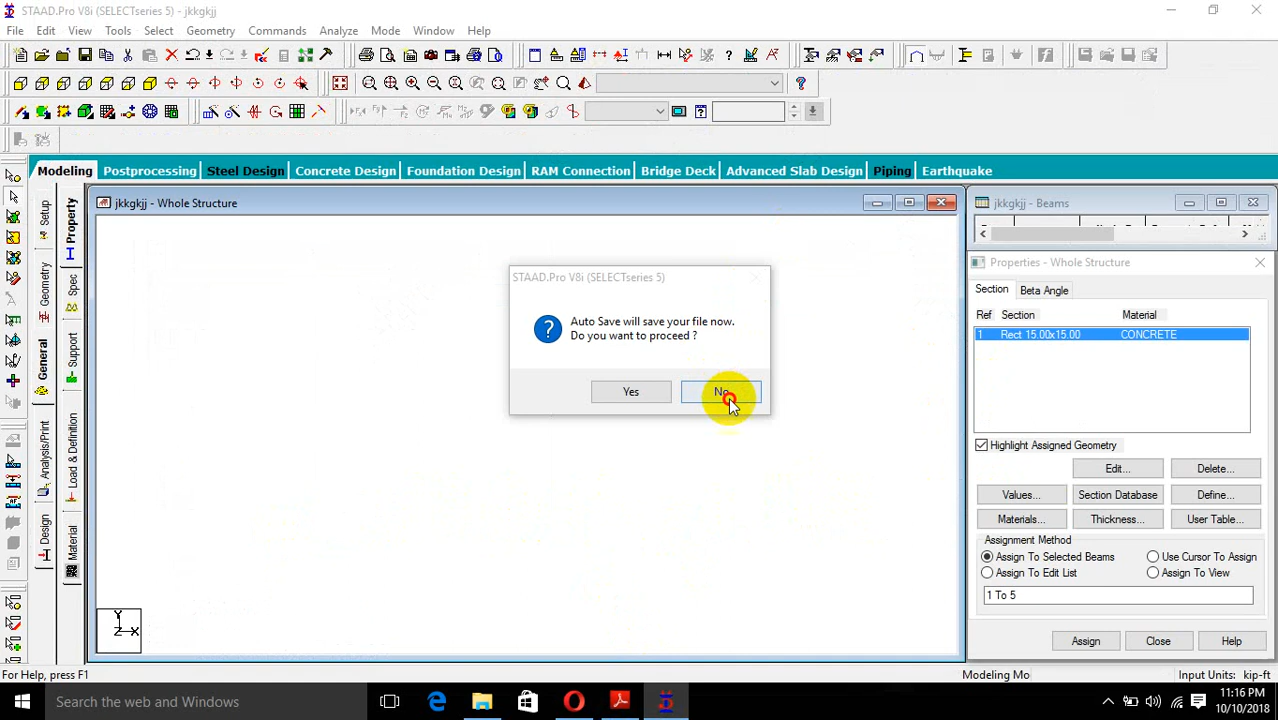 STAAD.Pro V8i (SELECTseries 5) - jkkgkjj
File Edit View Tools Select Geometry Commands Analyze Mode Window Help
Modeling Postprocessing Steel Design Concrete Design Foundation Design RAM Connection Bridge Deck Advanced Slab Design Piping Earthquake
jkkgkjj - Whole Structure
jkkgkjj - Beams
Setup
Geometry
General
Analysis/Print
Design
Property
Spec
Support
Load & Definition
Material
STAAD.Pro V8i (SELECTseries 5)
Auto Save will save your file now.
Do you want to proceed ?
Yes No
Properties - Whole Structure
Section Beta Angle
Ref Section Material
1 Rect 15.00x15.00 CONCRETE
Highlight Assigned Geometry
Edit... Delete...
Values... Section Database Define...
Materials... Thickness... User Table...
Assignment Method
Assign To Selected Beams Use Cursor To Assign
Assign To Edit List Assign To View
1 To 5
Assign Close Help
Y
Z X
For Help, press F1
Modeling Mo
Input Units: kip-ft
Search the web and Windows
11:16 PM
10/10/2018